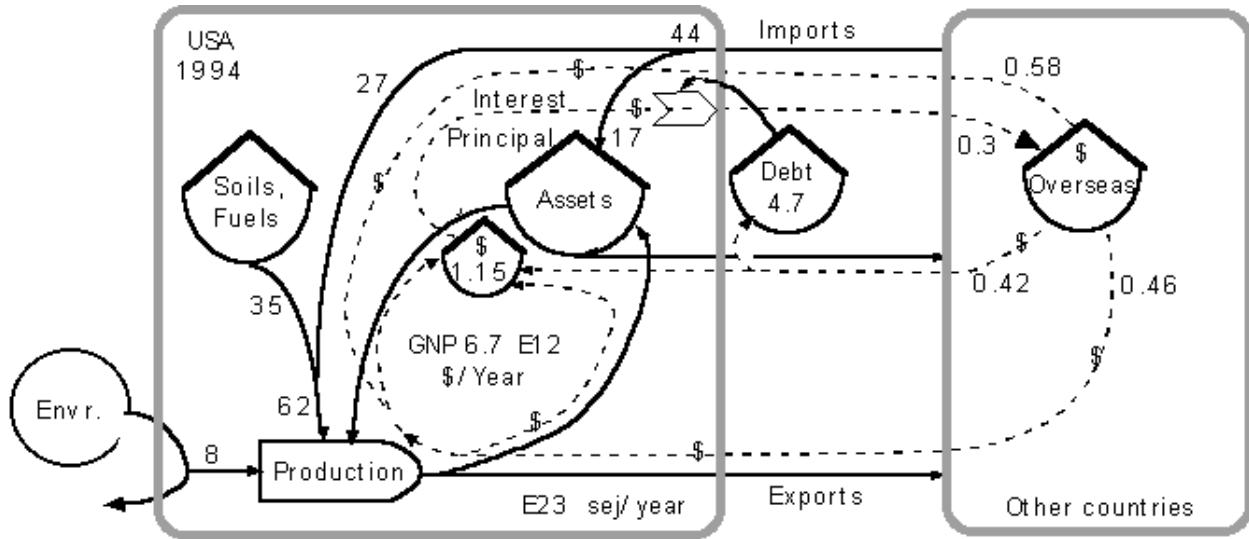 USA
1994
44
Imports
27
$
0.58
Interest
$
Principal
17
0.3
$
Soils,
Fuels
Assets
Debt
4.7
$
Overseas
$
1.15
$
0.42
0.46
35
GNP 6.7 E12
$/Year
$
Envr.
62
$
$
8
Production
E23 sej/year
Exports
Other countries